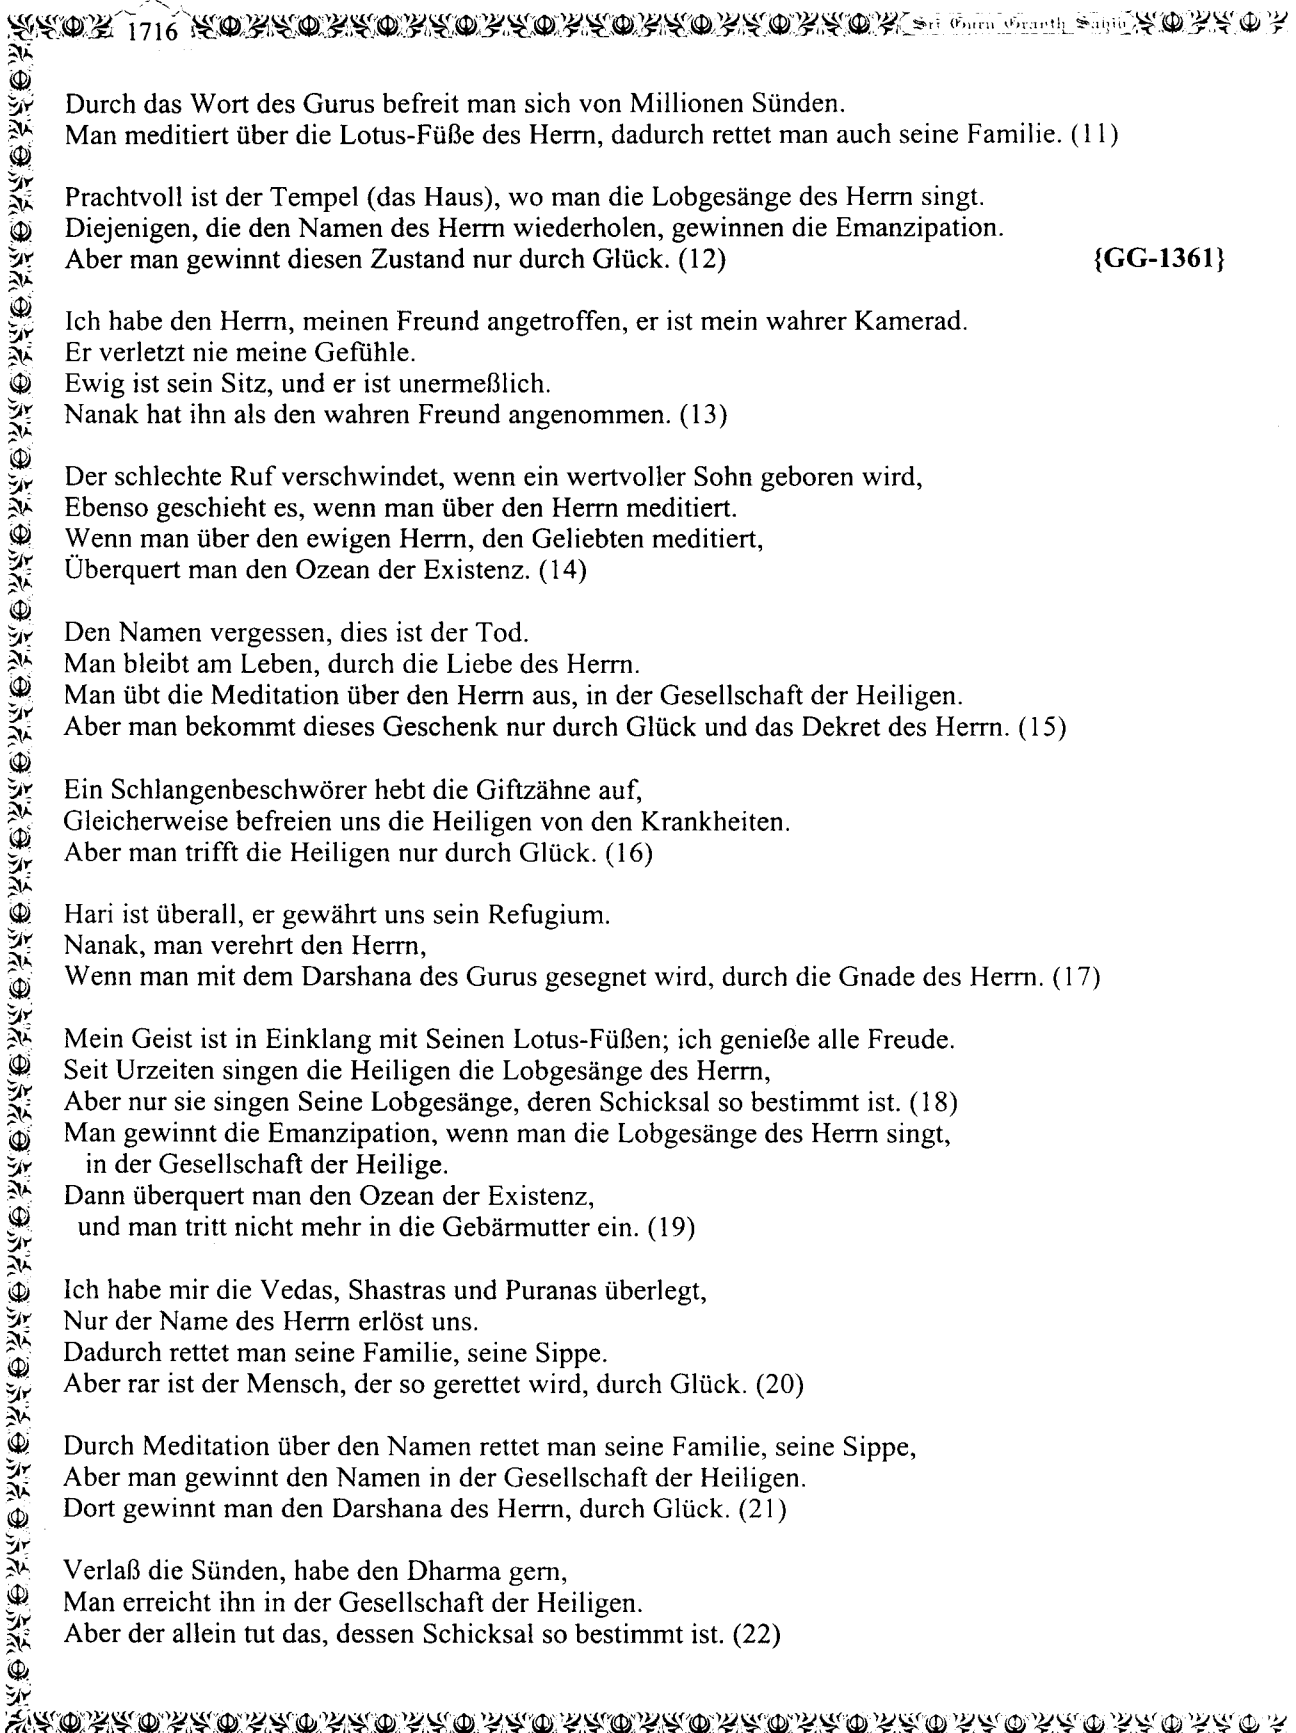 1716 Sri Guru Granth Sahib
Durch das Wort des Gurus befreit man sich von Millionen Sünden.
Man meditiert über die Lotus-Füße des Herrn, dadurch rettet man auch seine Familie. (11)
Prachtvoll ist der Tempel (das Haus), wo man die Lobgesänge des Herrn singt.
Diejenigen, die den Namen des Herrn wiederholen, gewinnen die Emanzipation.
Aber man gewinnt diesen Zustand nur durch Glück. (12) {GG-1361}
Ich habe den Herrn, meinen Freund angetroffen, er ist mein wahrer Kamerad.
Er verletzt nie meine Gefühle.
Ewig ist sein Sitz, und er ist unermeßlich.
Nanak hat ihn als den wahren Freund angenommen. (13)
Der schlechte Ruf verschwindet, wenn ein wertvoller Sohn geboren wird,
Ebenso geschieht es, wenn man über den Herrn meditiert.
Wenn man über den ewigen Herrn, den Geliebten meditiert,
Überquert man den Ozean der Existenz. (14)
Den Namen vergessen, dies ist der Tod.
Man bleibt am Leben, durch die Liebe des Herrn.
Man übt die Meditation über den Herrn aus, in der Gesellschaft der Heiligen.
Aber man bekommt dieses Geschenk nur durch Glück und das Dekret des Herrn. (15)
Ein Schlangenbeschwörer hebt die Giftzähne auf,
Gleicherweise befreien uns die Heiligen von den Krankheiten.
Aber man trifft die Heiligen nur durch Glück. (16)
Hari ist überall, er gewährt uns sein Refugium.
Nanak, man verehrt den Herrn,
Wenn man mit dem Darshana des Gurus gesegnet wird, durch die Gnade des Herrn. (17)
Mein Geist ist in Einklang mit Seinen Lotus-Füßen; ich genieße alle Freude.
Seit Urzeiten singen die Heiligen die Lobgesänge des Herrn,
Aber nur sie singen Seine Lobgesänge, deren Schicksal so bestimmt ist. (18)
Man gewinnt die Emanzipation, wenn man die Lobgesänge des Herrn singt,
in der Gesellschaft der Heilige.
Dann überquert man den Ozean der Existenz,
und man tritt nicht mehr in die Gebärmutter ein. (19)
Ich habe mir die Vedas, Shastras und Puranas überlegt,
Nur der Name des Herrn erlöst uns.
Dadurch rettet man seine Familie, seine Sippe.
Aber rar ist der Mensch, der so gerettet wird, durch Glück. (20)
Durch Meditation über den Namen rettet man seine Familie, seine Sippe,
Aber man gewinnt den Namen in der Gesellschaft der Heiligen.
Dort gewinnt man den Darshana des Herrn, durch Glück. (21)
Verlaß die Sünden, habe den Dharma gern,
Man erreicht ihn in der Gesellschaft der Heiligen.
Aber der allein tut das, dessen Schicksal so bestimmt ist. (22)